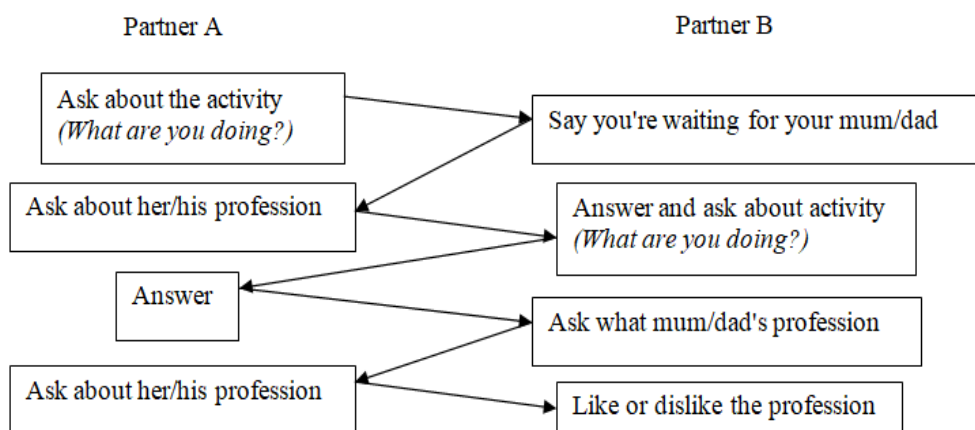 Partner A
Partner B
Ask about the activity
(What are you doing?)
Say you're waiting for your mum/dad
Ask about her/his profession
Answer and ask about activity
(What are you doing?)
Answer
Ask what mum/dad's profession
Ask about her/his profession
Like or dislike the profession